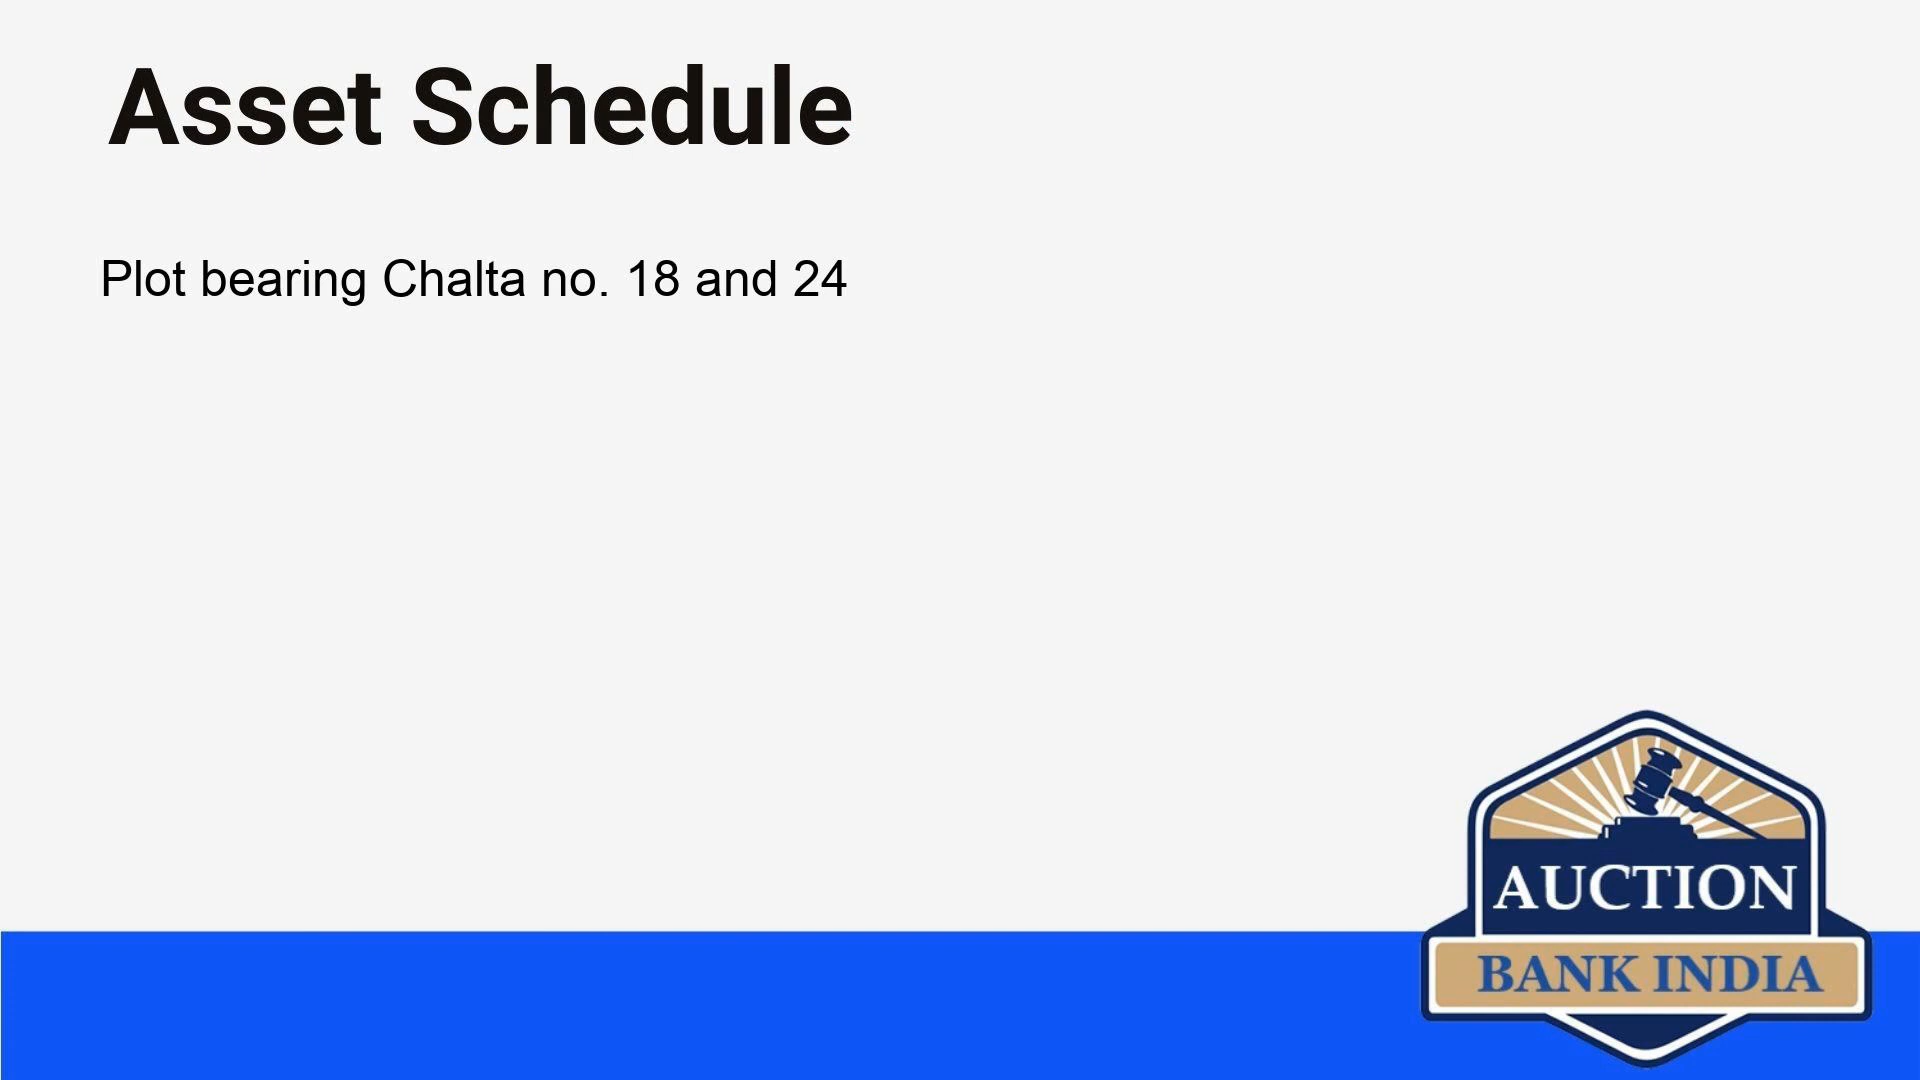 Asset Schedule
Plot bearing Chalta no. 18 and 24
AUCTION
BANK INDIA